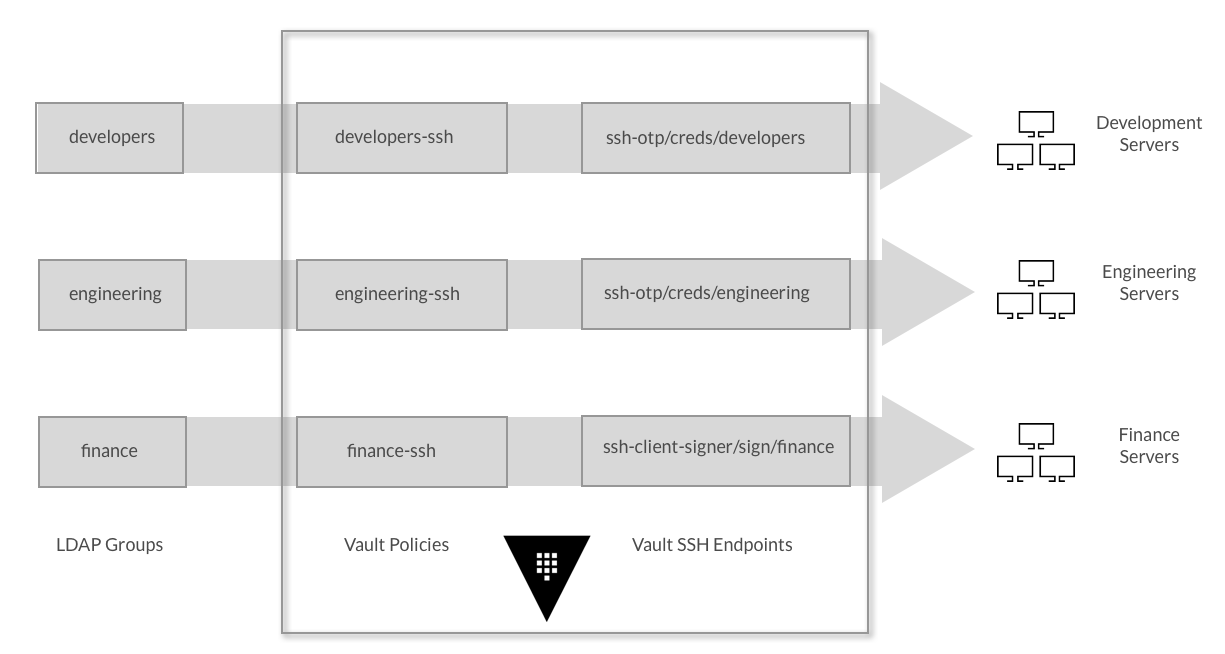 developers
developers-ssh
ssh-otp/creds/developers
Development
Servers
engineering
engineering-ssh
ssh-otp/creds/engineering
Engineering
Servers
finance
finance-ssh
ssh-client-signer/sign/finance
Finance
Servers
LDAP Groups
Vault Policies
Vault SSH Endpoints